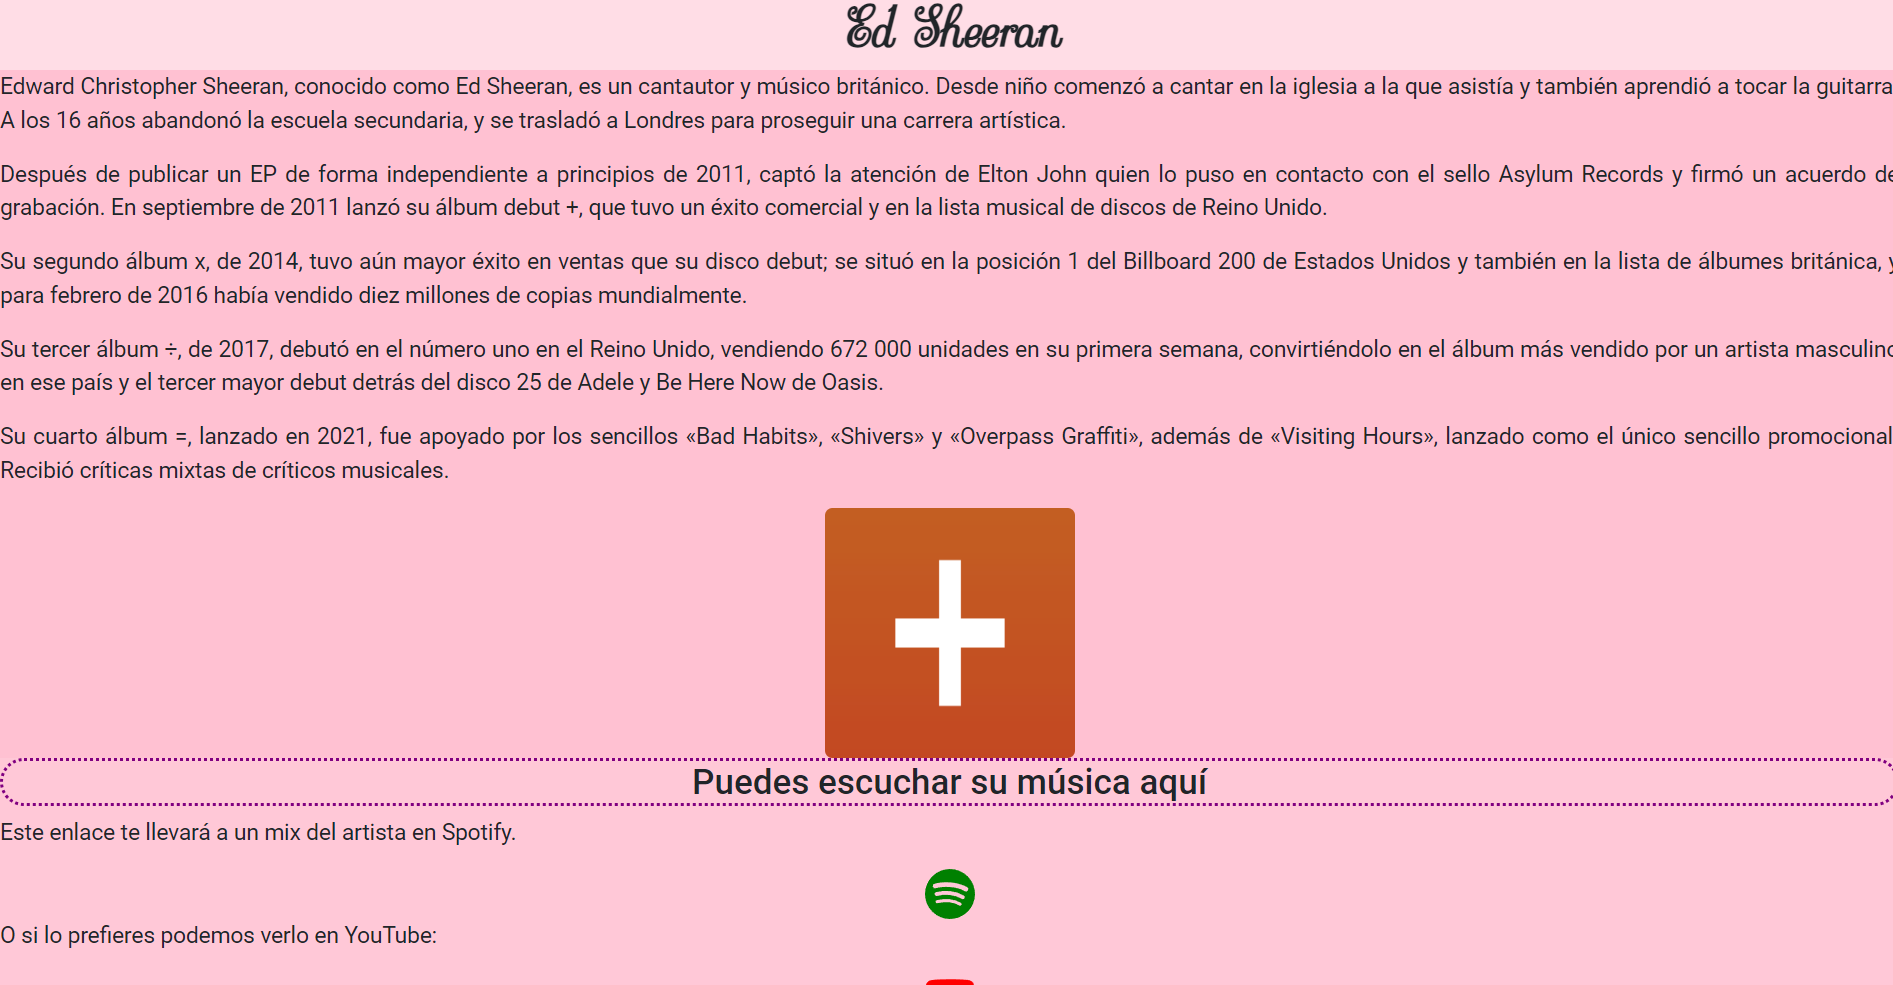 Ed Sheeran
Edward Christopher Sheeran, conocido como Ed Sheeran, es un cantautor y músico británico. Desde niño comenzó a cantar en la iglesia a la que asistía y también aprendió a tocar la guitarra
A los 16 años abandonó la escuela secundaria, y se trasladó a Londres para proseguir una carrera artística.
Después de publicar un EP de forma independiente a principios de 2011, captó la atención de Elton John quien lo puso en contacto con el sello Asylum Records y firmó un acuerdo de
grabación. En septiembre de 2011 lanzó su álbum debut +, que tuvo un éxito comercial y en la lista musical de discos de Reino Unido.
Su segundo álbum x, de 2014, tuvo aún mayor éxito en ventas que su disco debut; se situó en la posición 1 del Billboard 200 de Estados Unidos y también en la lista de álbumes británica, y
para febrero de 2016 había vendido diez millones de copias mundialmente.
Su tercer álbum ÷, de 2017, debutó en el número uno en el Reino Unido, vendiendo 672 000 unidades en su primera semana, convirtiéndolo en el álbum más vendido por un artista masculino
en ese país y el tercer mayor debut detrás del disco 25 de Adele y Be Here Now de Oasis.
Su cuarto álbum =, lanzado en 2021, fue apoyado por los sencillos «Bad Habits», «Shivers» y «Overpass Graffiti», además de «Visiting Hours», lanzado como el único sencillo promocional
Recibió críticas mixtas de críticos musicales.
+
Puedes escuchar su música aquí
Este enlace te llevará a un mix del artista en Spotify.
O si lo prefieres podemos verlo en YouTube: